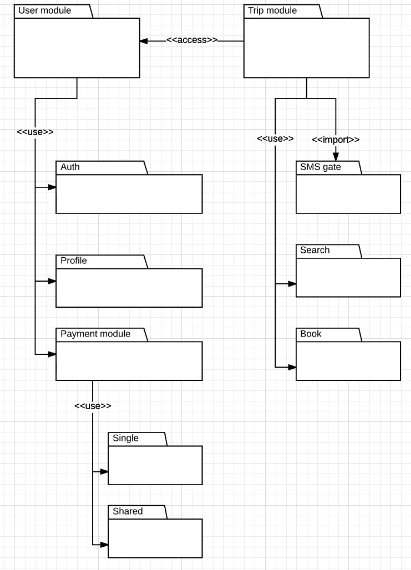 User module
Trip module
<<access>>
<<use>>
<<use>>
<<import>>
Auth
SMS gate
Profile
Search
Payment module
Book
<<use>>
Single
Shared